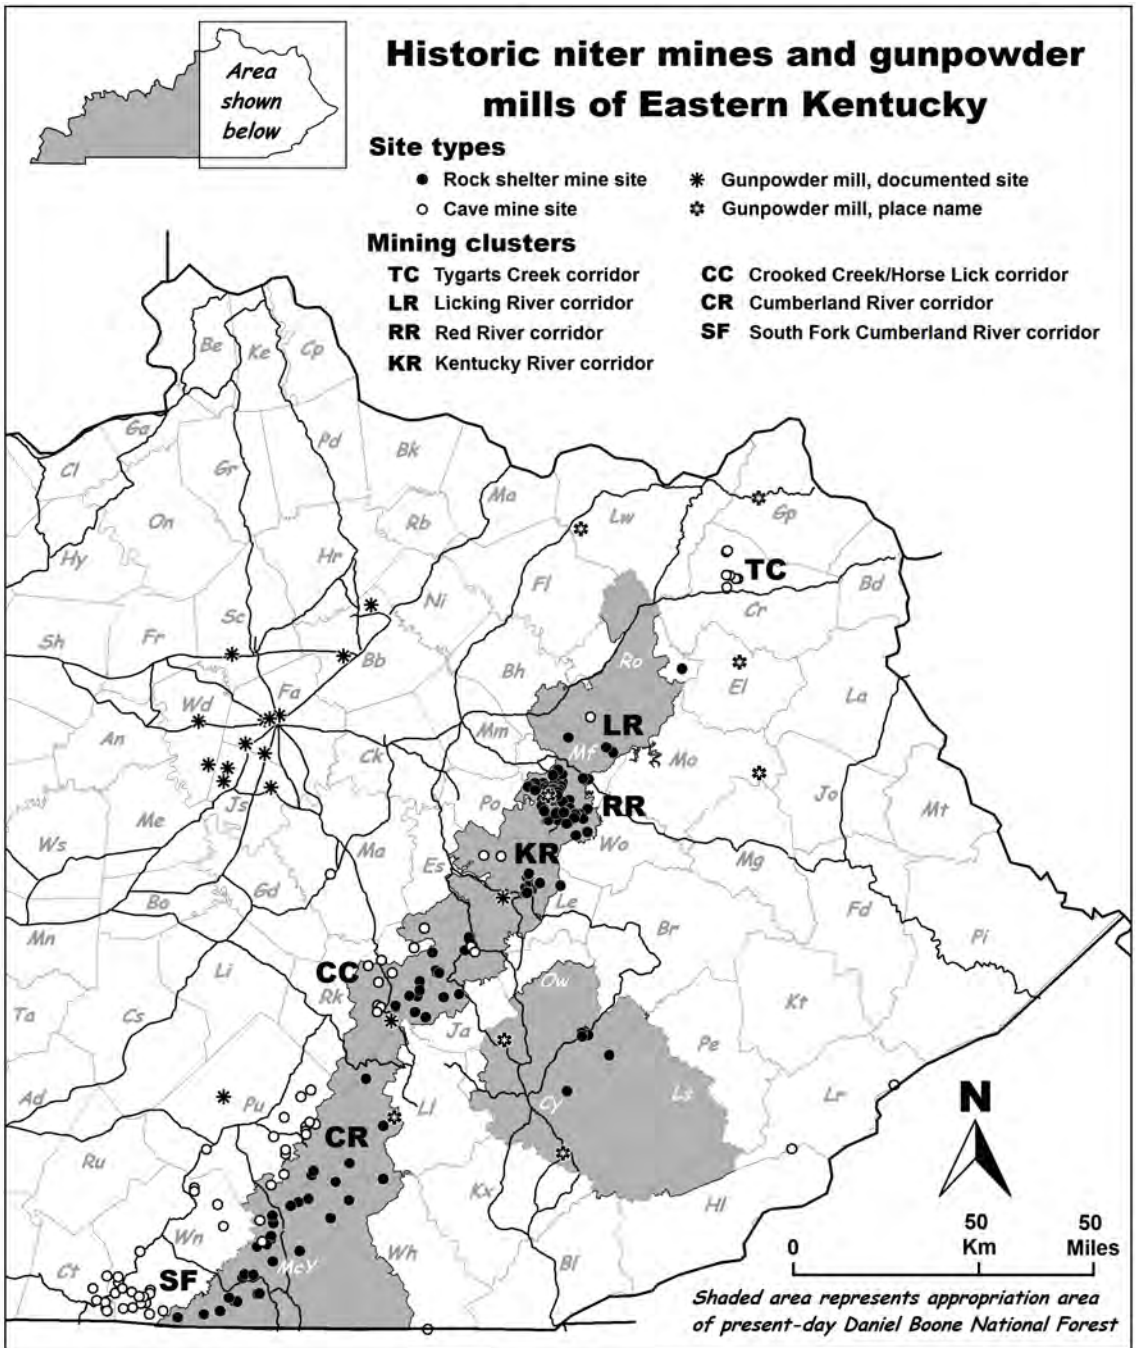 Area
shown
below
Historic niter mines and gunpowder
mills of Eastern Kentucky
Site types
Rock shelter mine site
Cave mine site
Gunpowder mill, documented site
Gunpowder mill, place name
Mining clusters
TC Tygarts Creek corridor
LR Licking River corridor
RR Red River corridor
KR Kentucky River corridor
CC Crooked Creek/Horse Lick corridor
CR Cumberland River corridor
SF South Fork Cumberland River corridor
Be
Ke
Cp
Ga
Pd
Bk
Cl
Gr
Ma
On
Rb
Lw
Gp
Hy
Hr
TC
Fl
Bd
Ni
Cr
Sc
Sh
Fr
Bb
Ro
Bh
El
La
Wd
Fa
LR
An
Mm
Mf
Ck
Mo
Jo
Mt
Po
RR
Js
Me
Ws
Ma
Es
KR
Wo
Mg
Gd
Bo
Le
Fd
Mn
Br
Pi
Li
CC
Rk
Ow
Kt
Ta
Cs
Ja
Pe
Ad
Pu
Ll
Cy
Ls
Lr
N
CR
Ru
Kx
Hl
Wn
Wh
Bl
Ct
SF
McY
0
50
Km
50
Miles
Shaded area represents appropriation area
of present-day Daniel Boone National Forest